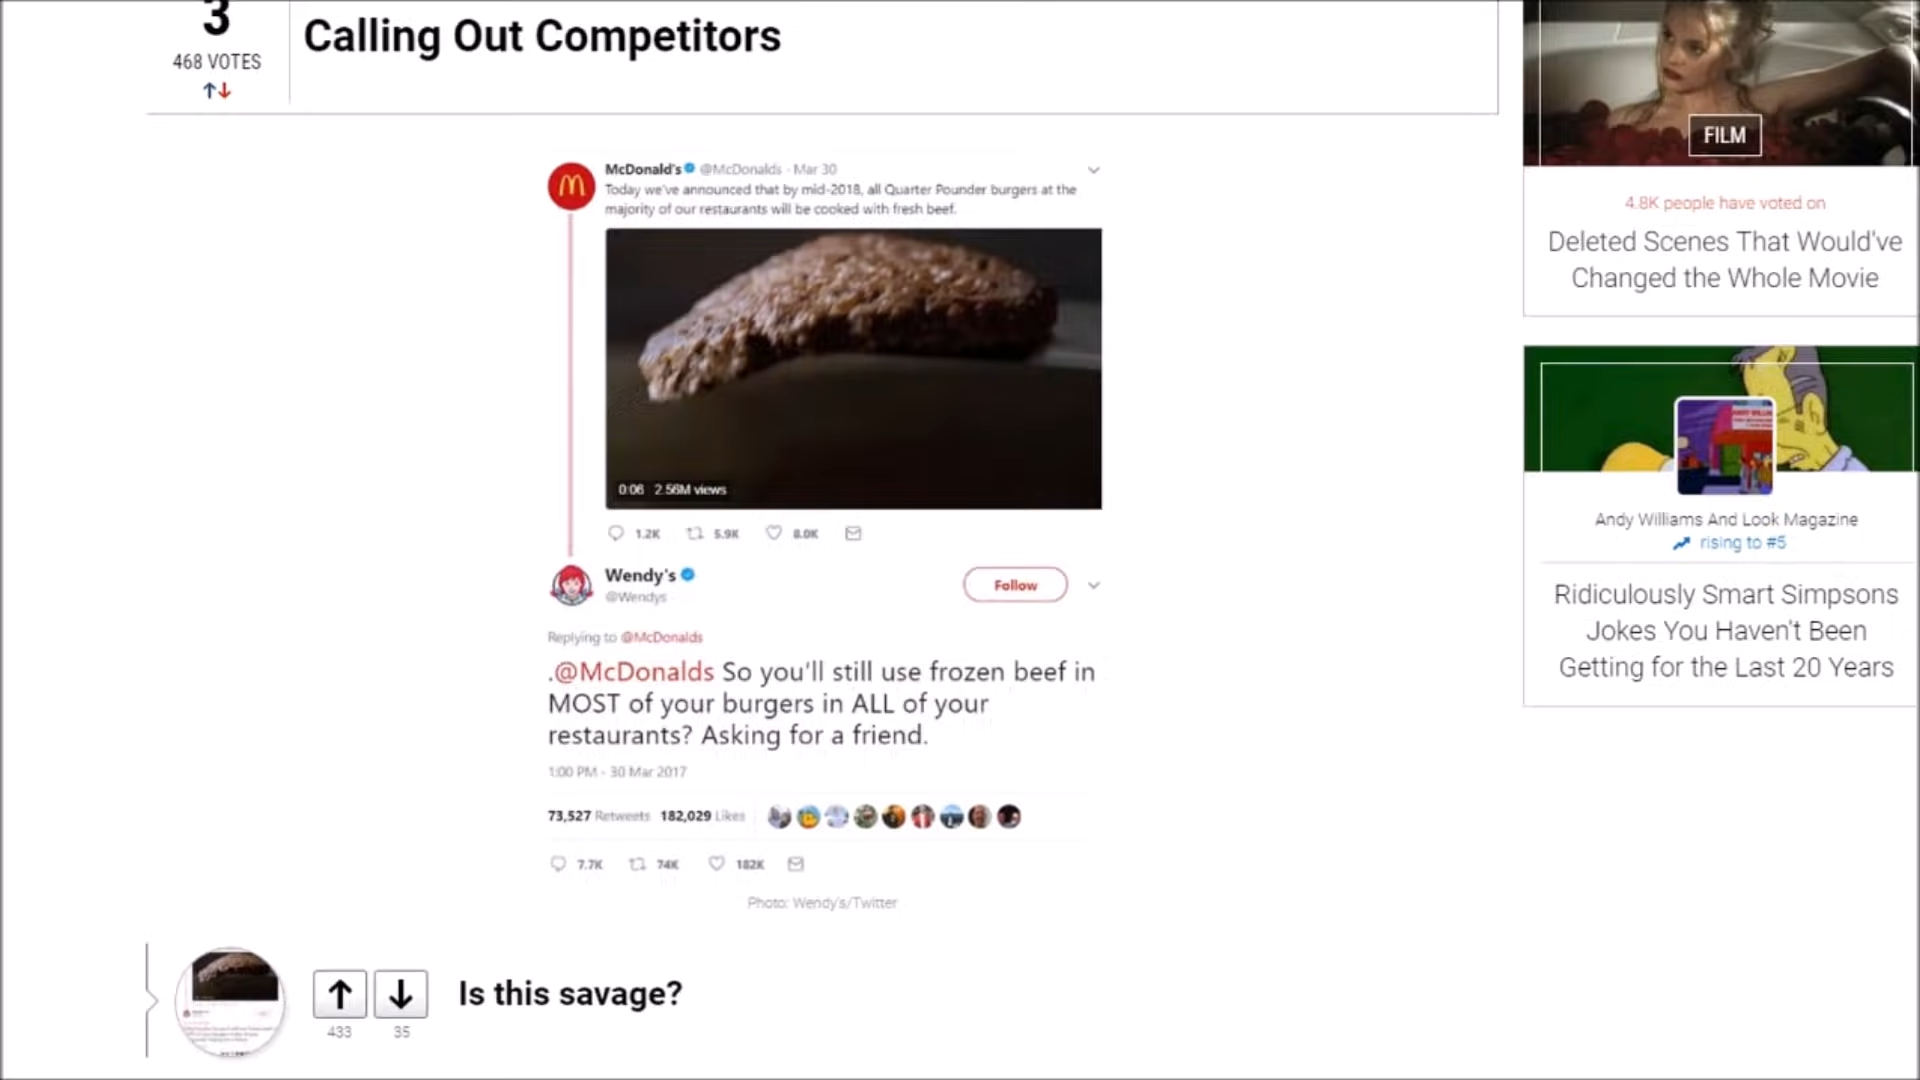 3
468 VOTES
Calling Out Competitors
McDonald's @McDonalds · Mar 30
Today we've announced that by mid-2018, all Quarter Pounder burgers at the
majority of our restaurants will be cooked with fresh beef.
0:06 2.56M views
1.2K 5.9K 8.0K
Wendy's
@Wendys
Follow
Replying to @McDonalds
.@McDonalds So you'll still use frozen beef in
MOST of your burgers in ALL of your
restaurants? Asking for a friend.
1:00 PM - 30 Mar 2017
73,527 Retweets 182,029 Likes
7.7K 74K 182K
Photo: Wendy's/Twitter
433
35
Is this savage?
FILM
4.8K people have voted on
Deleted Scenes That Would've
Changed the Whole Movie
Andy Williams And Look Magazine
rising to #5
Ridiculously Smart Simpsons
Jokes You Haven't Been
Getting for the Last 20 Years